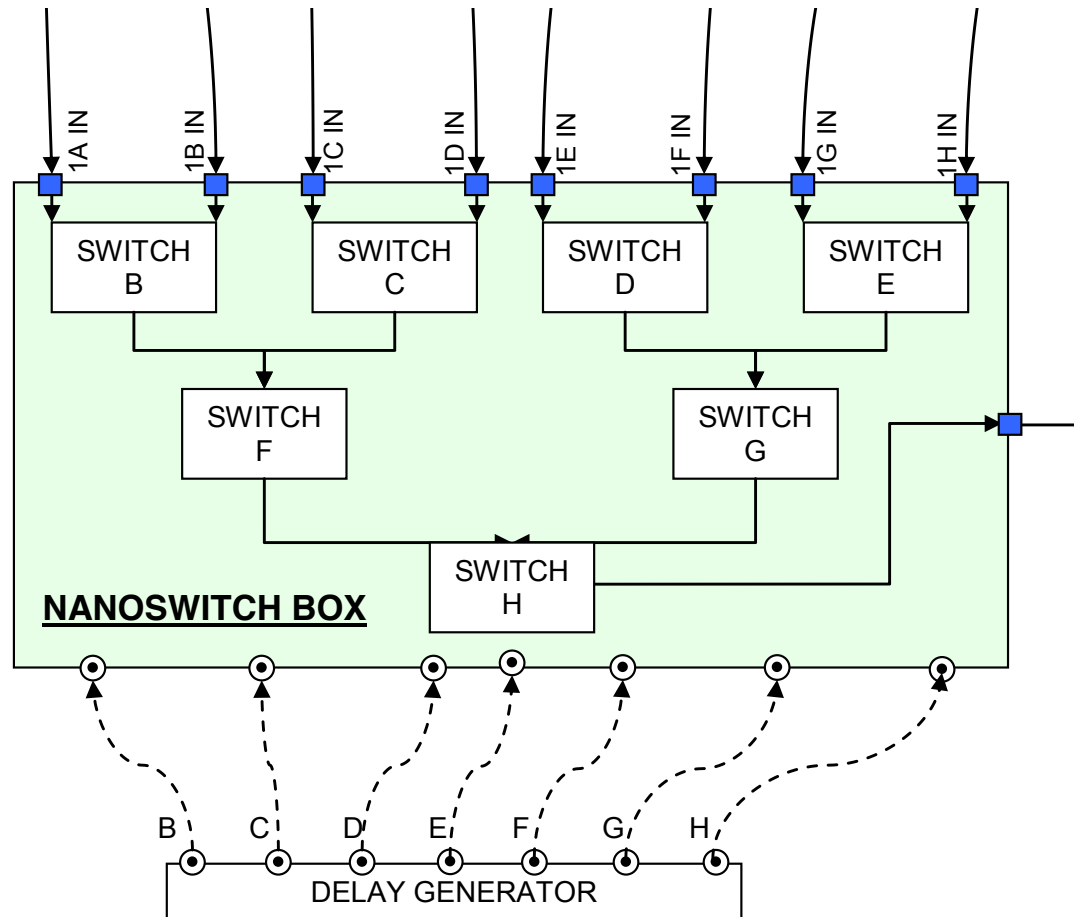 1A IN
1B IN
1C IN
1D IN
1E IN
1F IN
1G IN
1H IN
SWITCH
B
SWITCH
C
SWITCH
D
SWITCH
E
SWITCH
F
SWITCH
G
SWITCH
H
NANOSWITCH BOX
B
C
D
E
F
G
H
DELAY GENERATOR